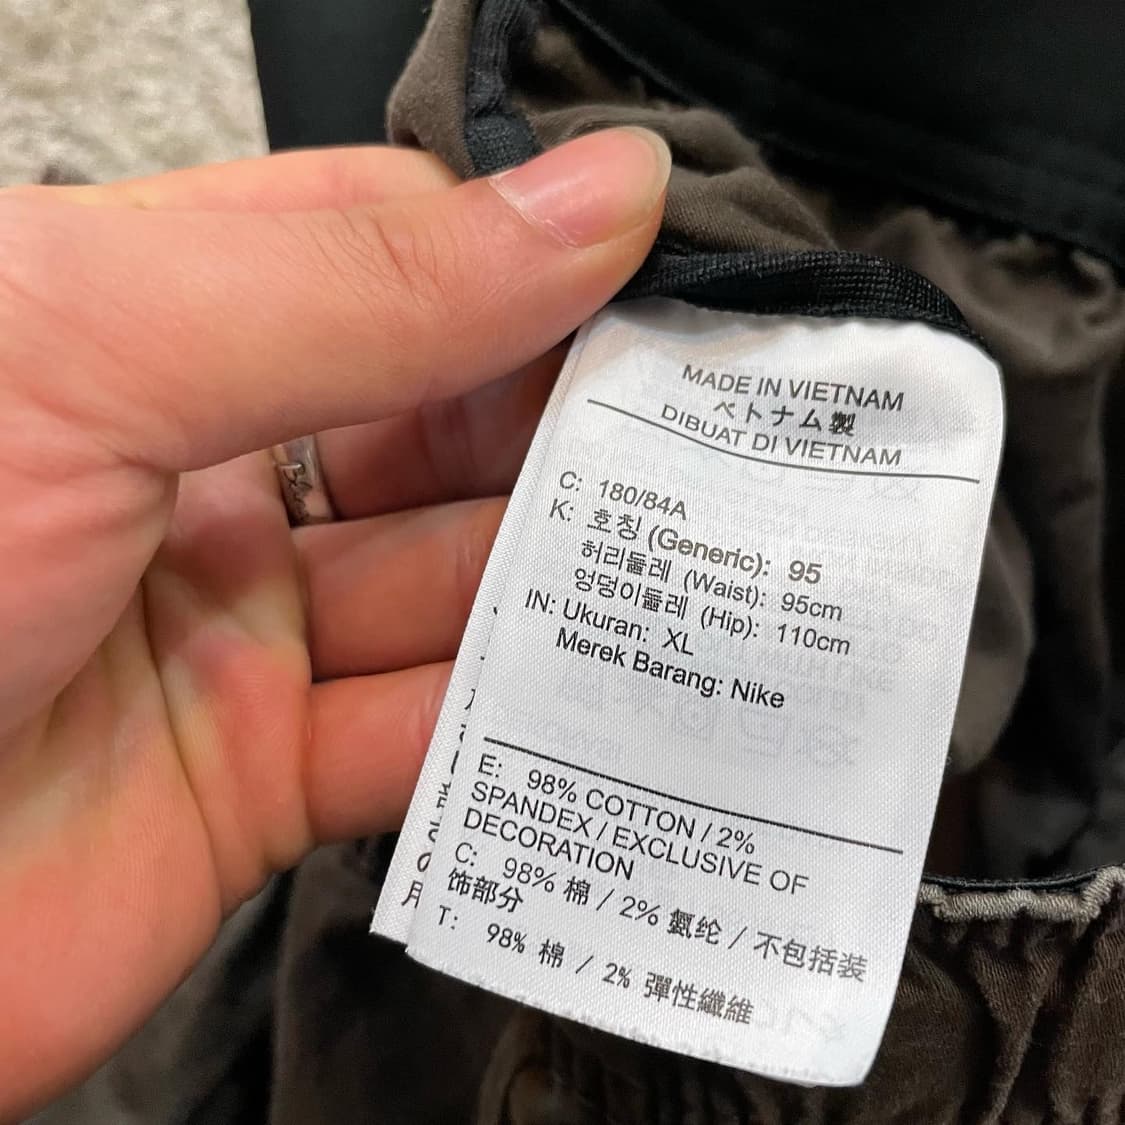 MADE IN VIETNAM
ベトナム製
DIBUAT DI VIETNAM
C: 180/84A
K: 호칭 (Generic): 95
허리둘레 (Waist): 95cm
엉덩이둘레 (Hip): 110cm
IN: Ukuran: XL
Merek Barang: Nike
E: 98% COTTON / 2%
SPANDEX / EXCLUSIVE OF
DECORATION
C: 98% 棉 / 2% 氨纶 / 不包括装
饰部分
T: 98% 棉 / 2% 彈性纖維